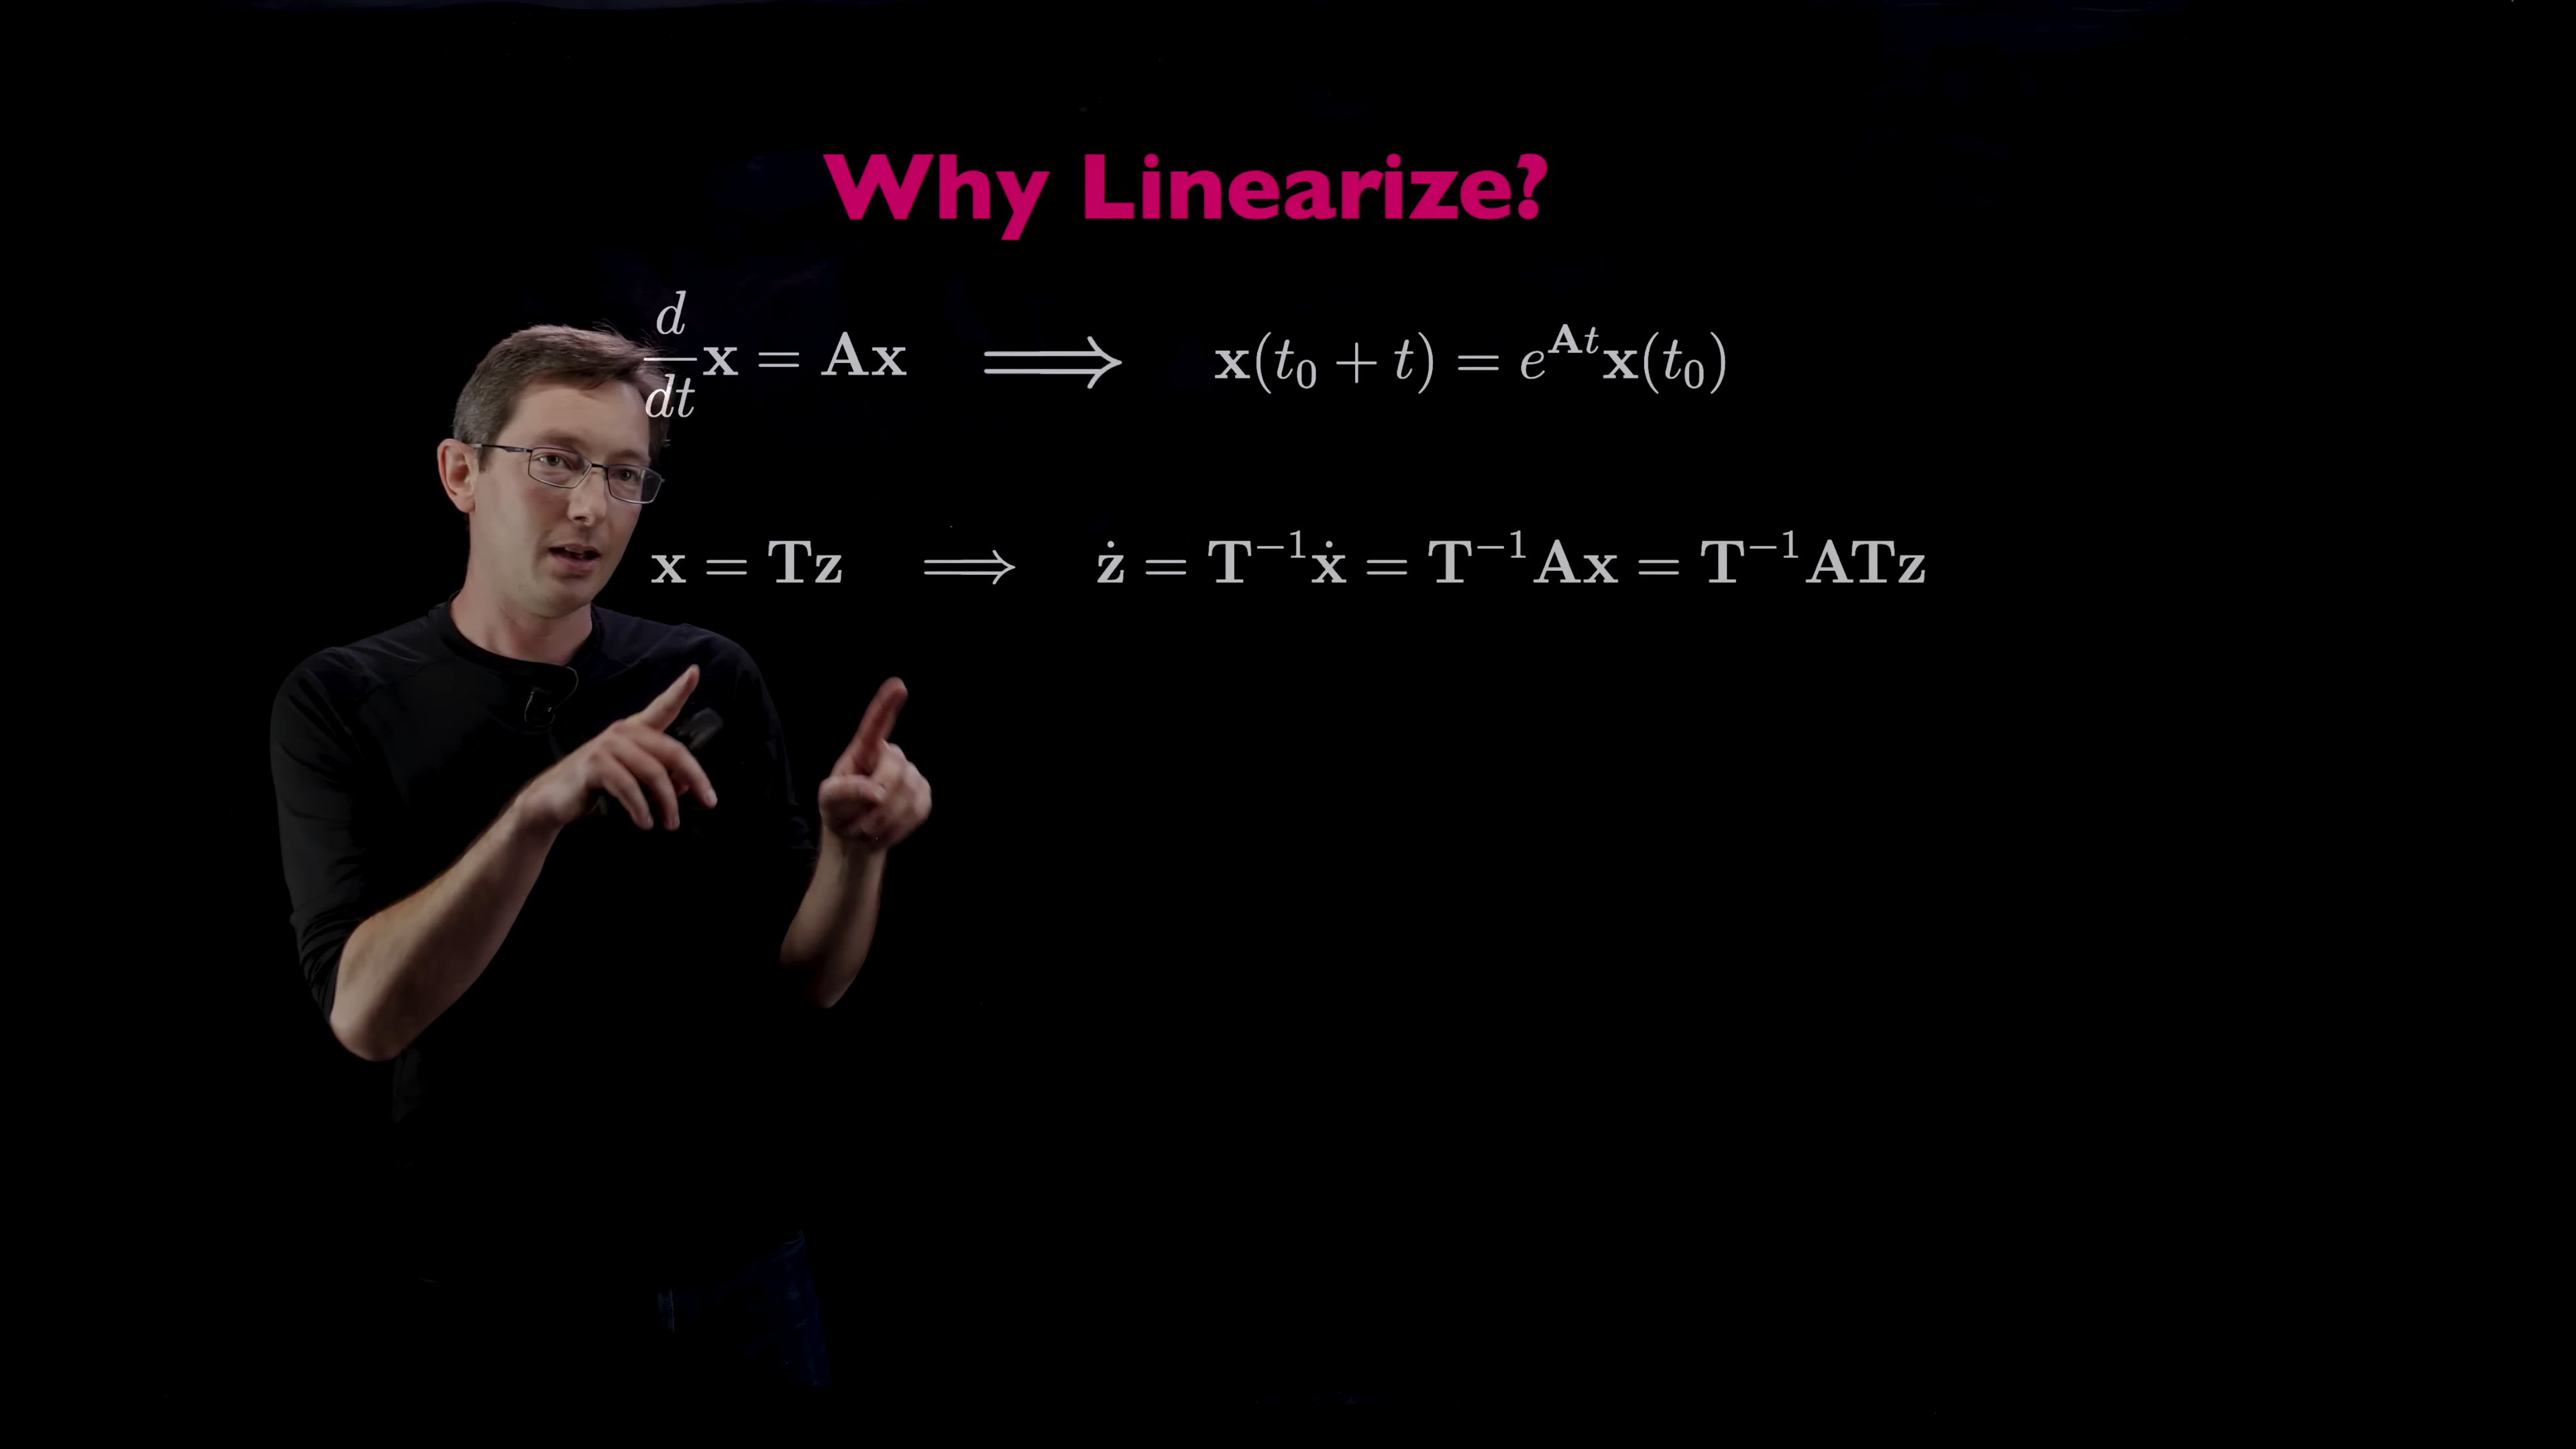 Why Linearize?
d/dt x = Ax ⟹ x(t₀ + t) = e^{At}x(t₀)
x = Tz ⟹ ż = T⁻¹ẋ = T⁻¹Ax = T⁻¹ATz